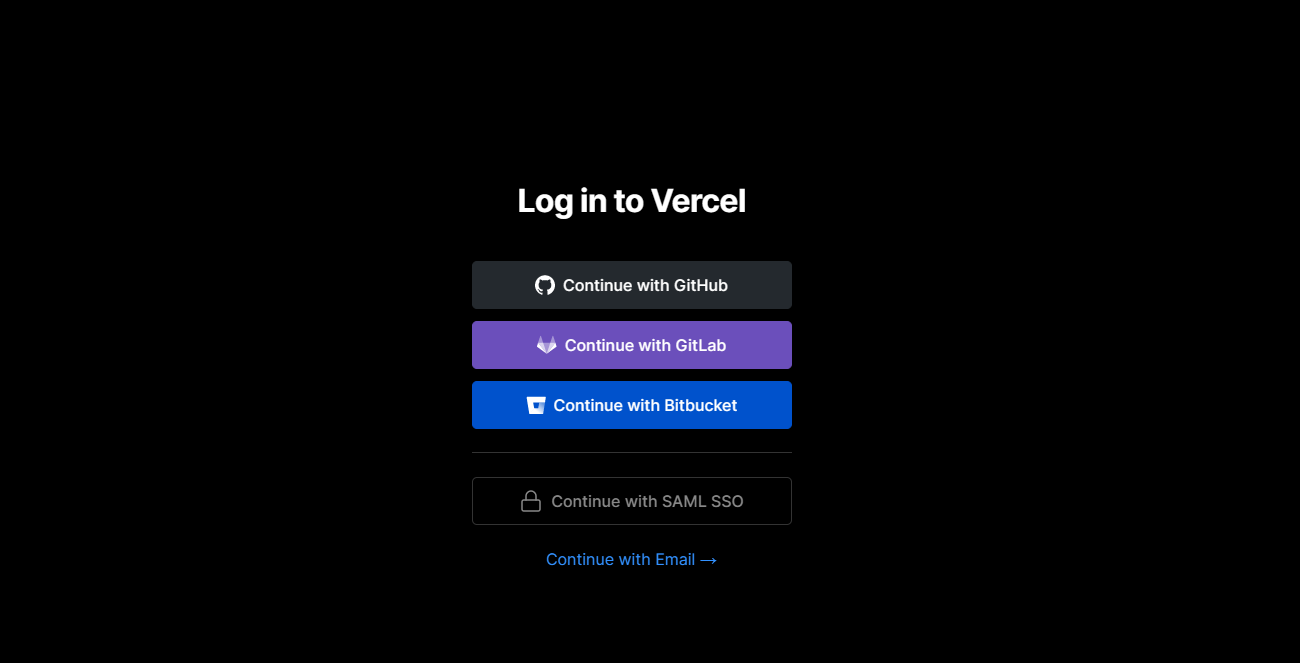 Log in to Vercel
Continue with GitHub
Continue with GitLab
Continue with Bitbucket
Continue with SAML SSO
Continue with Email →